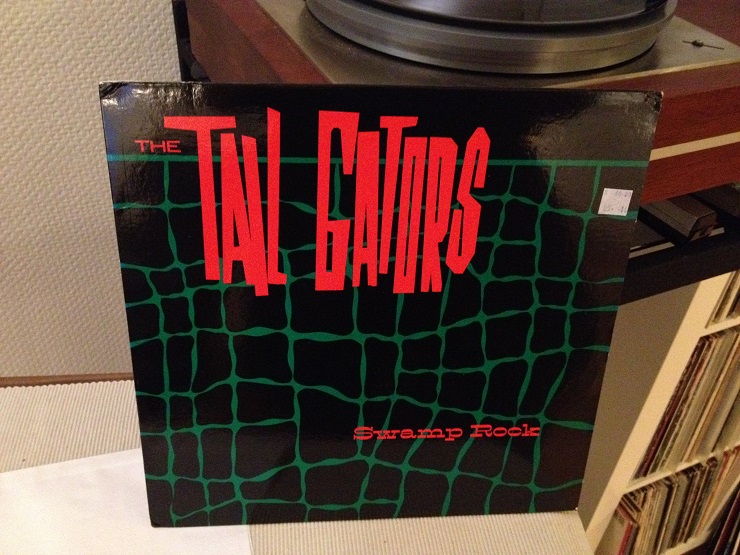 THE TAIL GATORS
Swamp Rock